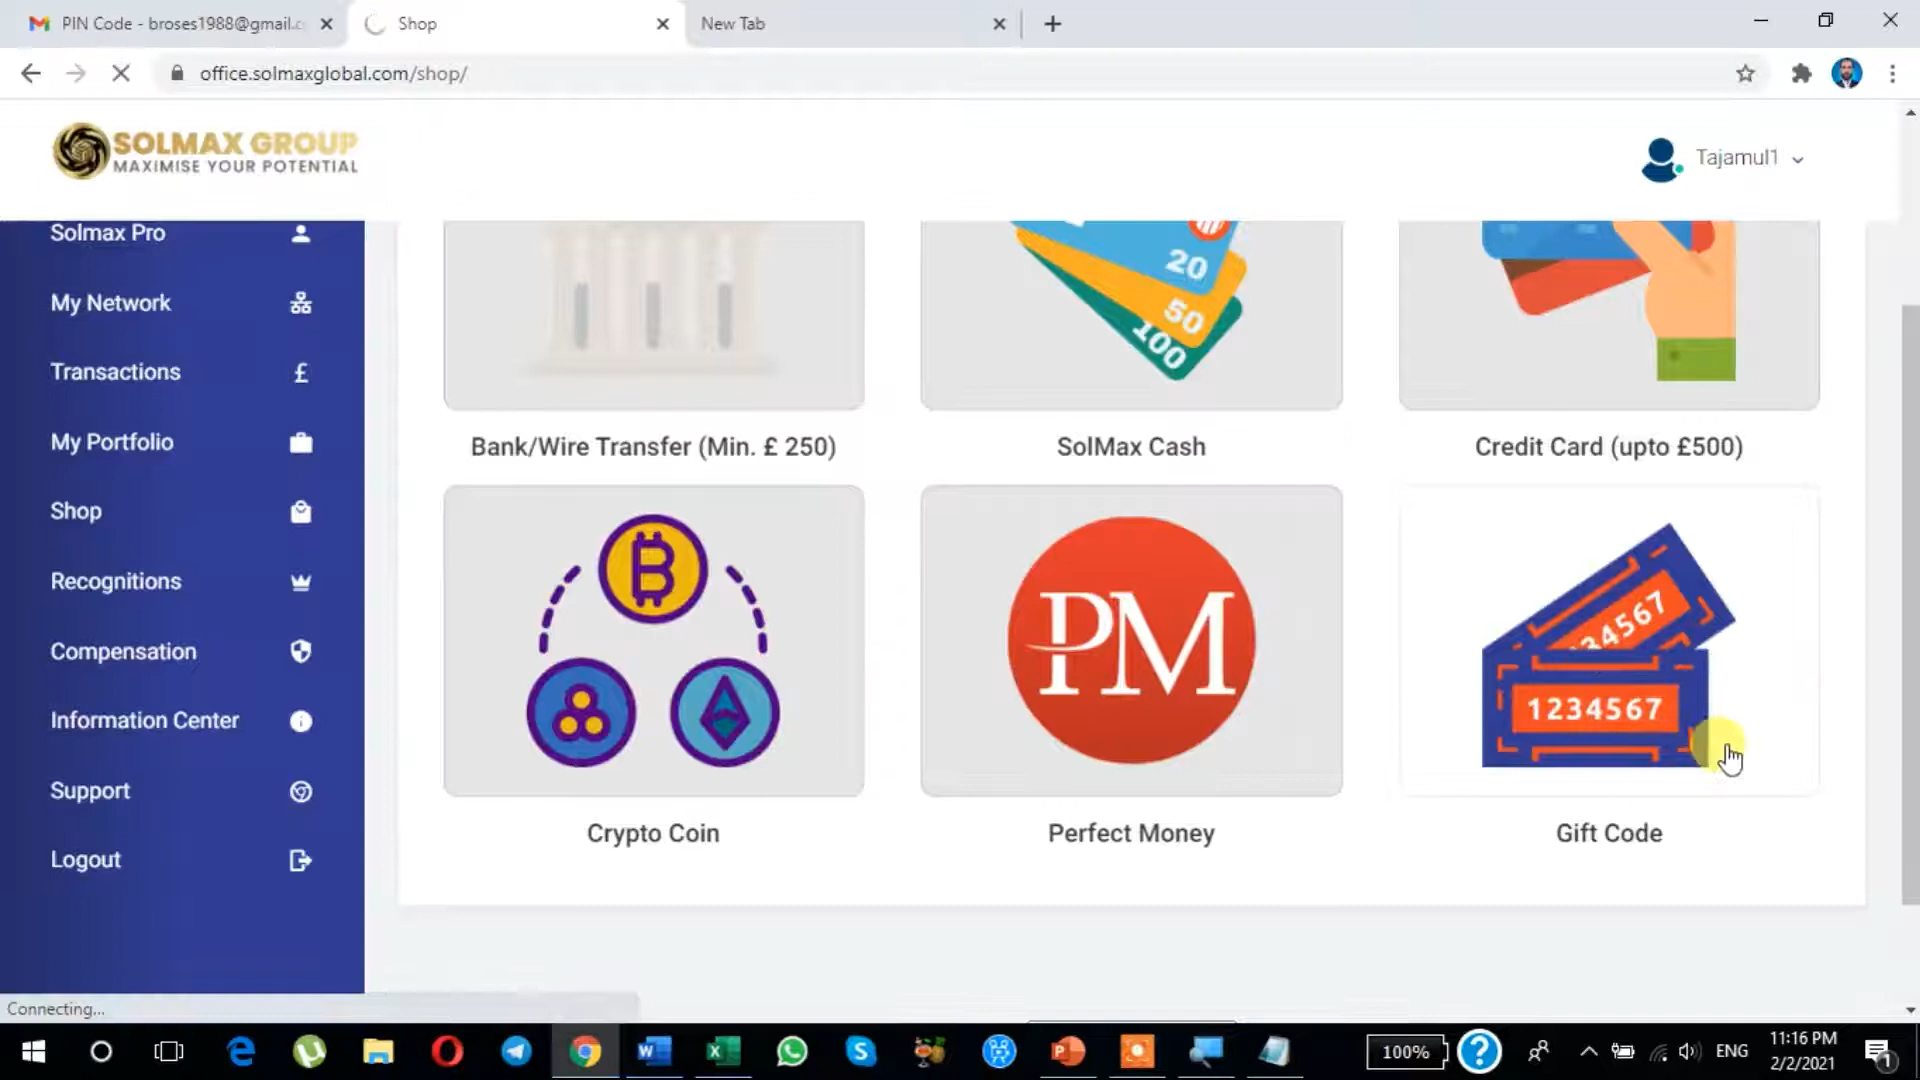 PIN Code - broses1988@gmail.c
Shop
New Tab
office.solmaxglobal.com/shop/
SOLMAX GROUP
MAXIMISE YOUR POTENTIAL
Tajamul1
Solmax Pro
My Network
Transactions
£
My Portfolio
Shop
Recognitions
Compensation
Information Center
Support
Logout
20
50
100
Bank/Wire Transfer (Min. £ 250)
SolMax Cash
Credit Card (upto £500)
PM
34567
1234567
Crypto Coin
Perfect Money
Gift Code
Connecting...
100%
ENG
11:16 PM
2/2/2021
1